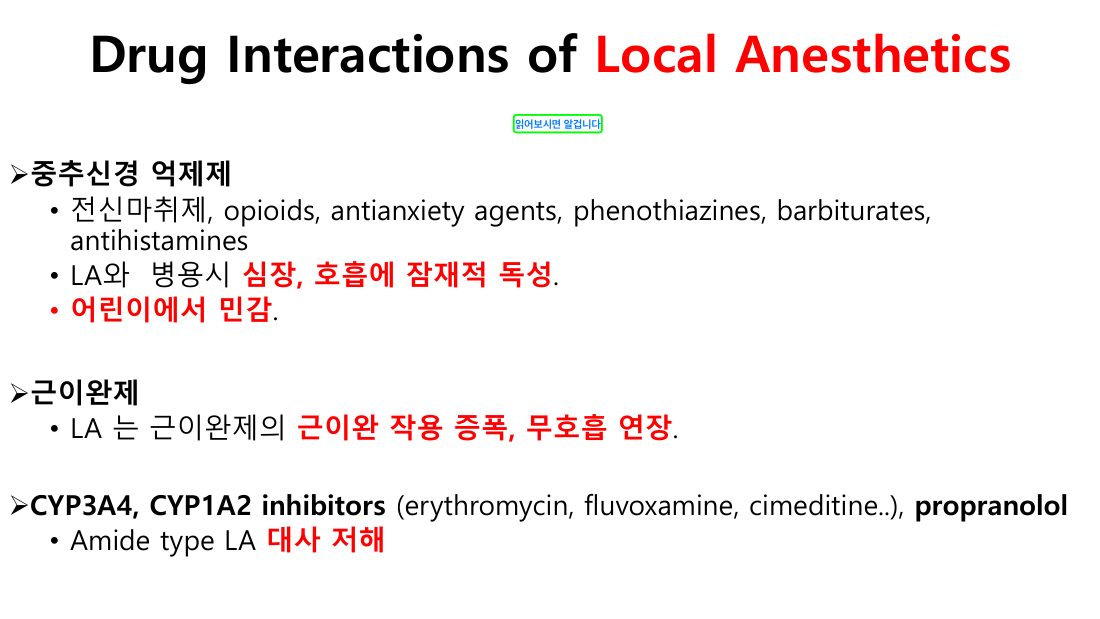 Drug Interactions of Local Anesthetics
읽어보시면 알겁니다
➢중추신경 억제제
• 전신마취제, opioids, antianxiety agents, phenothiazines, barbiturates,
antihistamines
• LA와 병용시 심장, 호흡에 잠재적 독성.
• 어린이에서 민감.
➢근이완제
• LA 는 근이완제의 근이완 작용 증폭, 무호흡 연장.
➢CYP3A4, CYP1A2 inhibitors (erythromycin, fluvoxamine, cimeditine..), propranolol
• Amide type LA 대사 저해